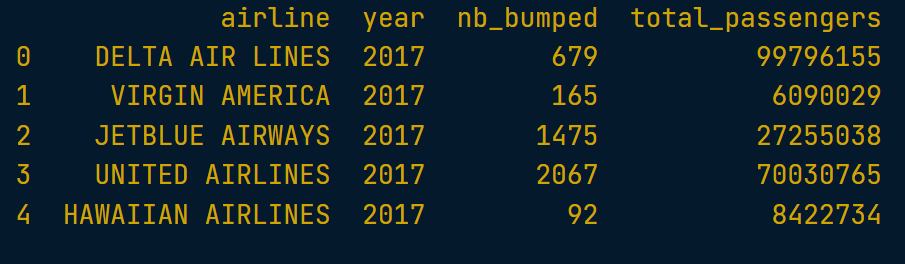 airline year nb_bumped total_passengers
0 DELTA AIR LINES 2017 679 99796155
1 VIRGIN AMERICA 2017 165 6090029
2 JETBLUE AIRWAYS 2017 1475 27255038
3 UNITED AIRLINES 2017 2067 70030765
4 HAWAIIAN AIRLINES 2017 92 8422734